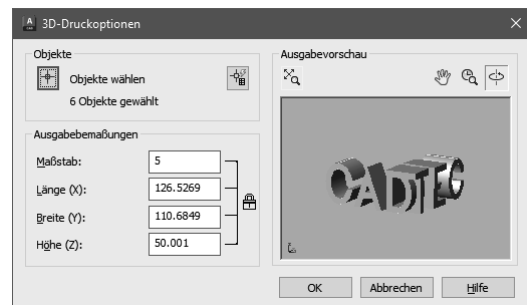 3D-Druckoptionen
Objekte
Objekte wählen
6 Objekte gewählt
Ausgabebemaßungen
Maßstab: 5
Länge (X): 126.5269
Breite (Y): 110.6849
Höhe (Z): 50.001
Ausgabevorschau
CADTEC
OK Abbrechen Hilfe